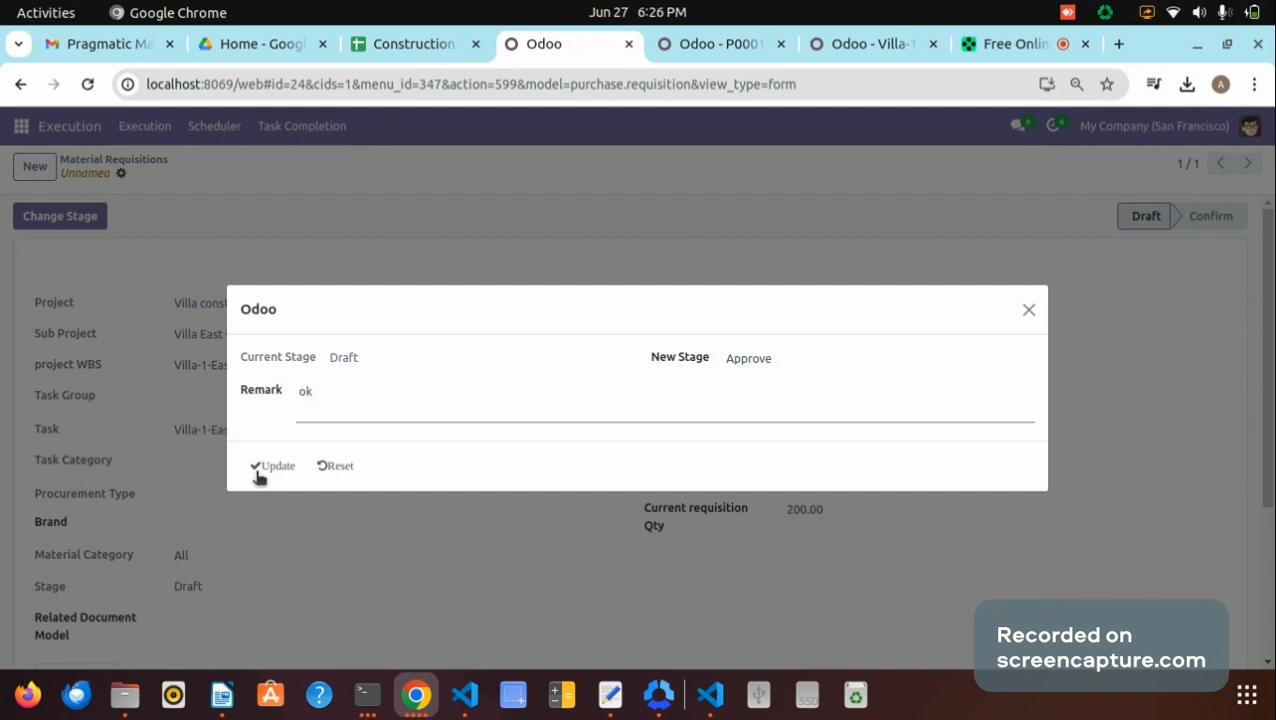 Activities
Google Chrome
Jun 27 6:26 PM
Pragmatic Ma
Home - Googl
Construction
Odoo
Odoo - P0001
Odoo - Villa-1
Free Onlin
localhost:8069/web#id=24&cids=1&menu_id=347&action=599&model=purchase.requisition&view_type=form
A
Execution
Execution
Scheduler
Task Completion
6
6
My Company (San Francisco)
New
Material Requisitions
Unnamed
1 / 1
Change Stage
Draft
Confirm
Project
Villa const
Sub Project
Villa East
project WBS
Villa-1-Eas
Task Group
Task
Villa-1-Eas
Task Category
Procurement Type
Brand
Material Category
All
Stage
Draft
Related Document
Model
Current requisition
Qty
200.00
Odoo
Current Stage
Draft
New Stage
Approve
Remark
ok
Update
Reset
Recorded on
screencapture.com
SSD